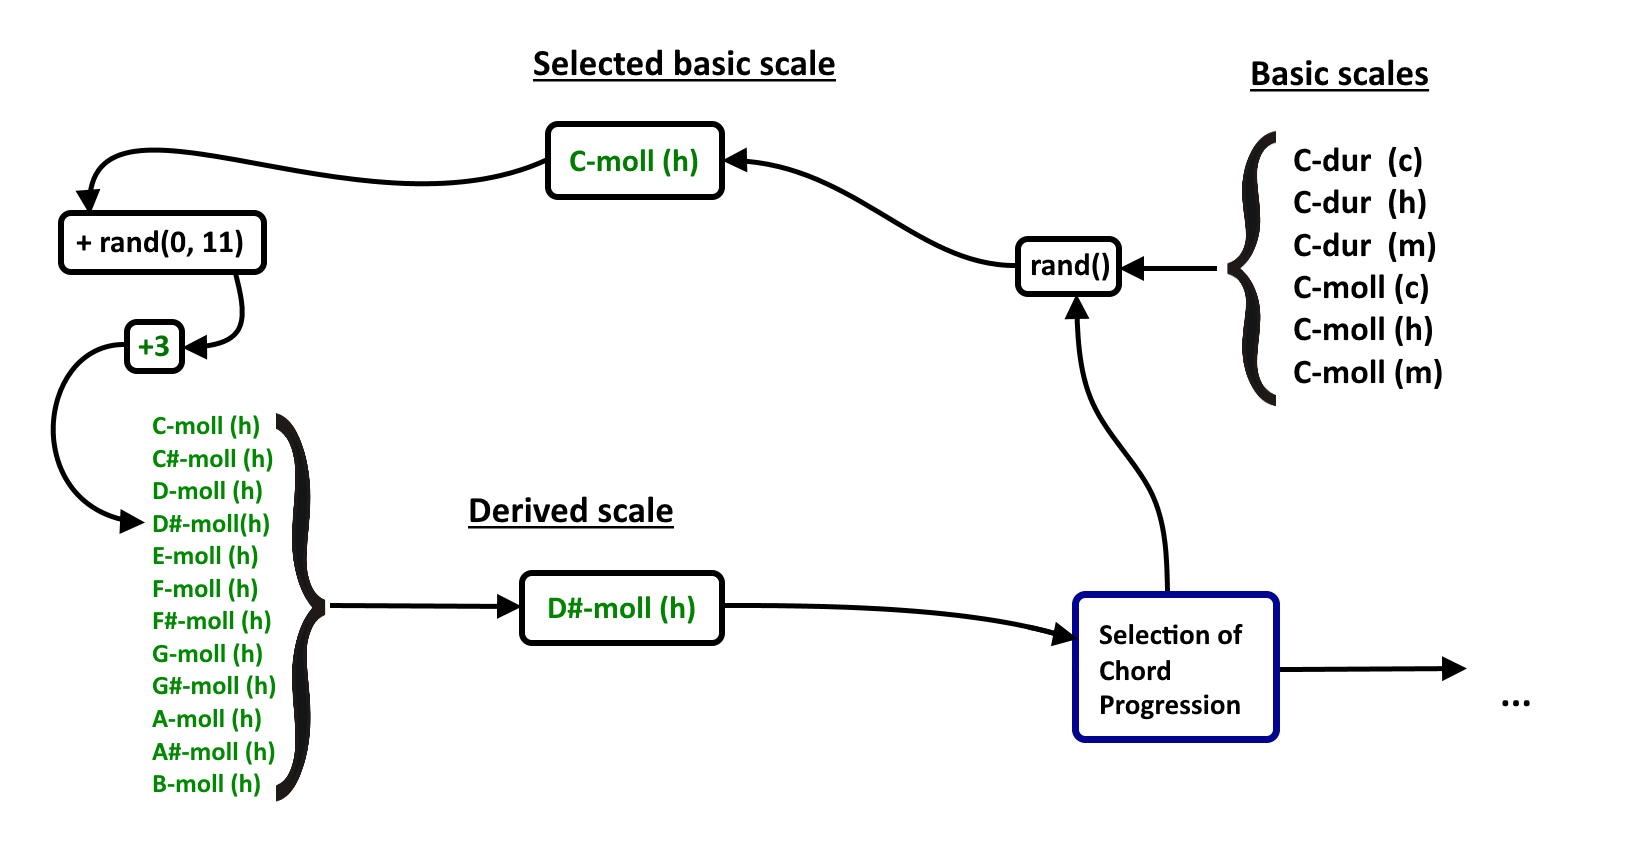 Selected basic scale
Basic scales
C-moll (h)
C-dur (c)
C-dur (h)
C-dur (m)
C-moll (c)
C-moll (h)
C-moll (m)
rand()
+ rand(0, 11)
+3
C-moll (h)
C#-moll (h)
D-moll (h)
D#-moll(h)
E-moll (h)
F-moll (h)
F#-moll (h)
G-moll (h)
G#-moll (h)
A-moll (h)
A#-moll (h)
B-moll (h)
Derived scale
D#-moll (h)
Selection of
Chord
Progression
...